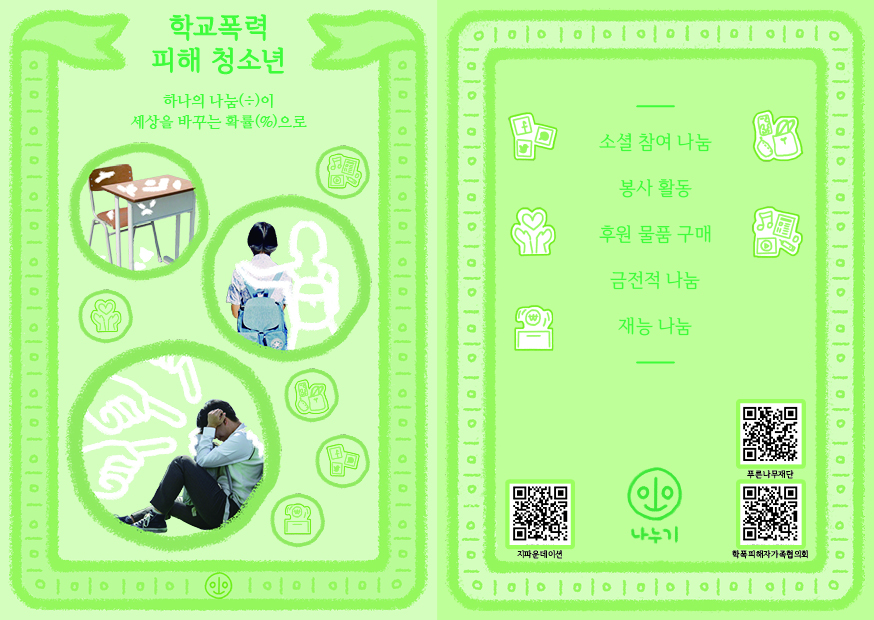 학교폭력
피해 청소년
하나의 나눔(÷)이
세상을 바꾸는 확률(%)으로
소셜 참여 나눔
봉사 활동
후원 물품 구매
금전적 나눔
재능 나눔
푸른나무재단
나누기
지파운데이션
학폭피해자가족협의회